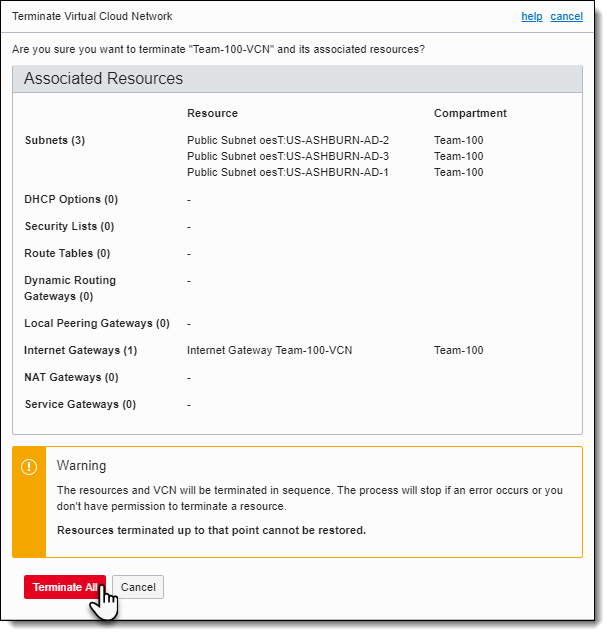 Terminate Virtual Cloud Network help cancel
Are you sure you want to terminate "Team-100-VCN" and its associated resources?
Associated Resources
Resource Compartment
Subnets (3) Public Subnet oesT:US-ASHBURN-AD-2 Team-100
Public Subnet oesT:US-ASHBURN-AD-3 Team-100
Public Subnet oesT:US-ASHBURN-AD-1 Team-100
DHCP Options (0) -
Security Lists (0) -
Route Tables (0) -
Dynamic Routing
Gateways (0) -
Local Peering Gateways (0) -
Internet Gateways (1) Internet Gateway Team-100-VCN Team-100
NAT Gateways (0) -
Service Gateways (0) -
Warning
The resources and VCN will be terminated in sequence. The process will stop if an error occurs or you
don't have permission to terminate a resource.
Resources terminated up to that point cannot be restored.
Terminate All Cancel